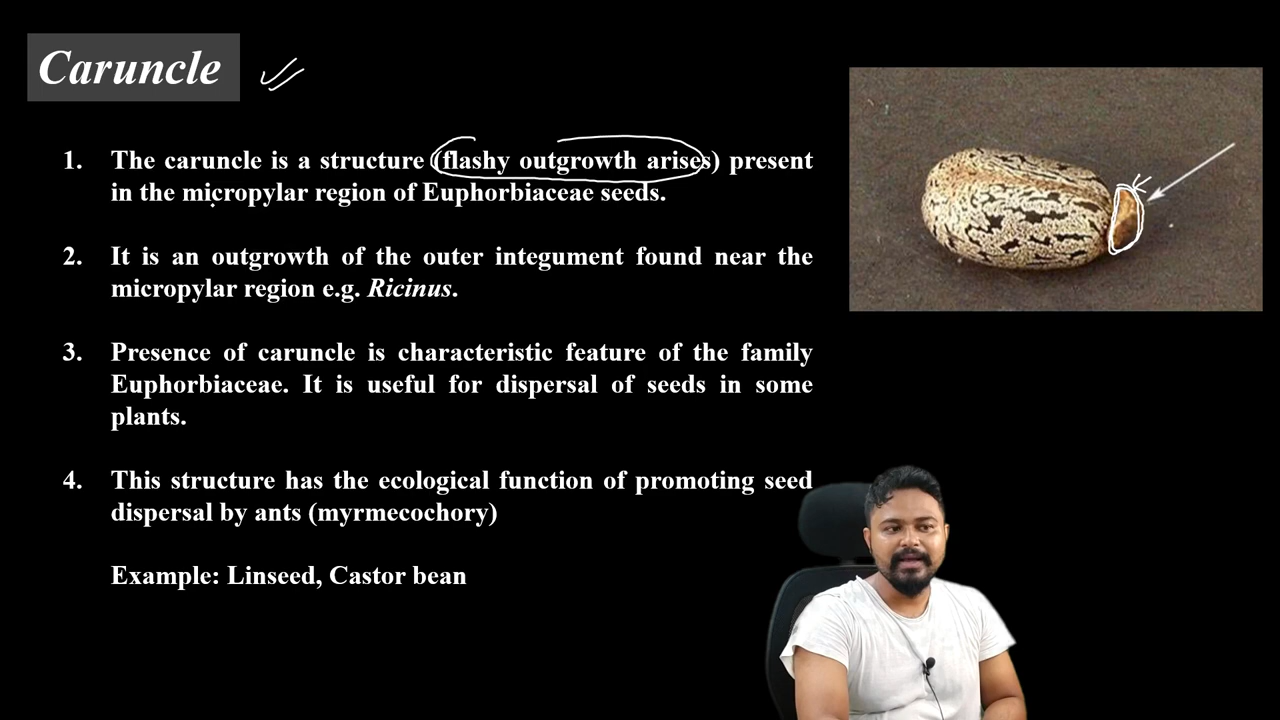 Caruncle
1. The caruncle is a structure (flashy outgrowth arises) present
in the micropylar region of Euphorbiaceae seeds.
2. It is an outgrowth of the outer integument found near the
micropylar region e.g. Ricinus.
3. Presence of caruncle is characteristic feature of the family
Euphorbiaceae. It is useful for dispersal of seeds in some
plants.
4. This structure has the ecological function of promoting seed
dispersal by ants (myrmecochory)
Example: Linseed, Castor bean